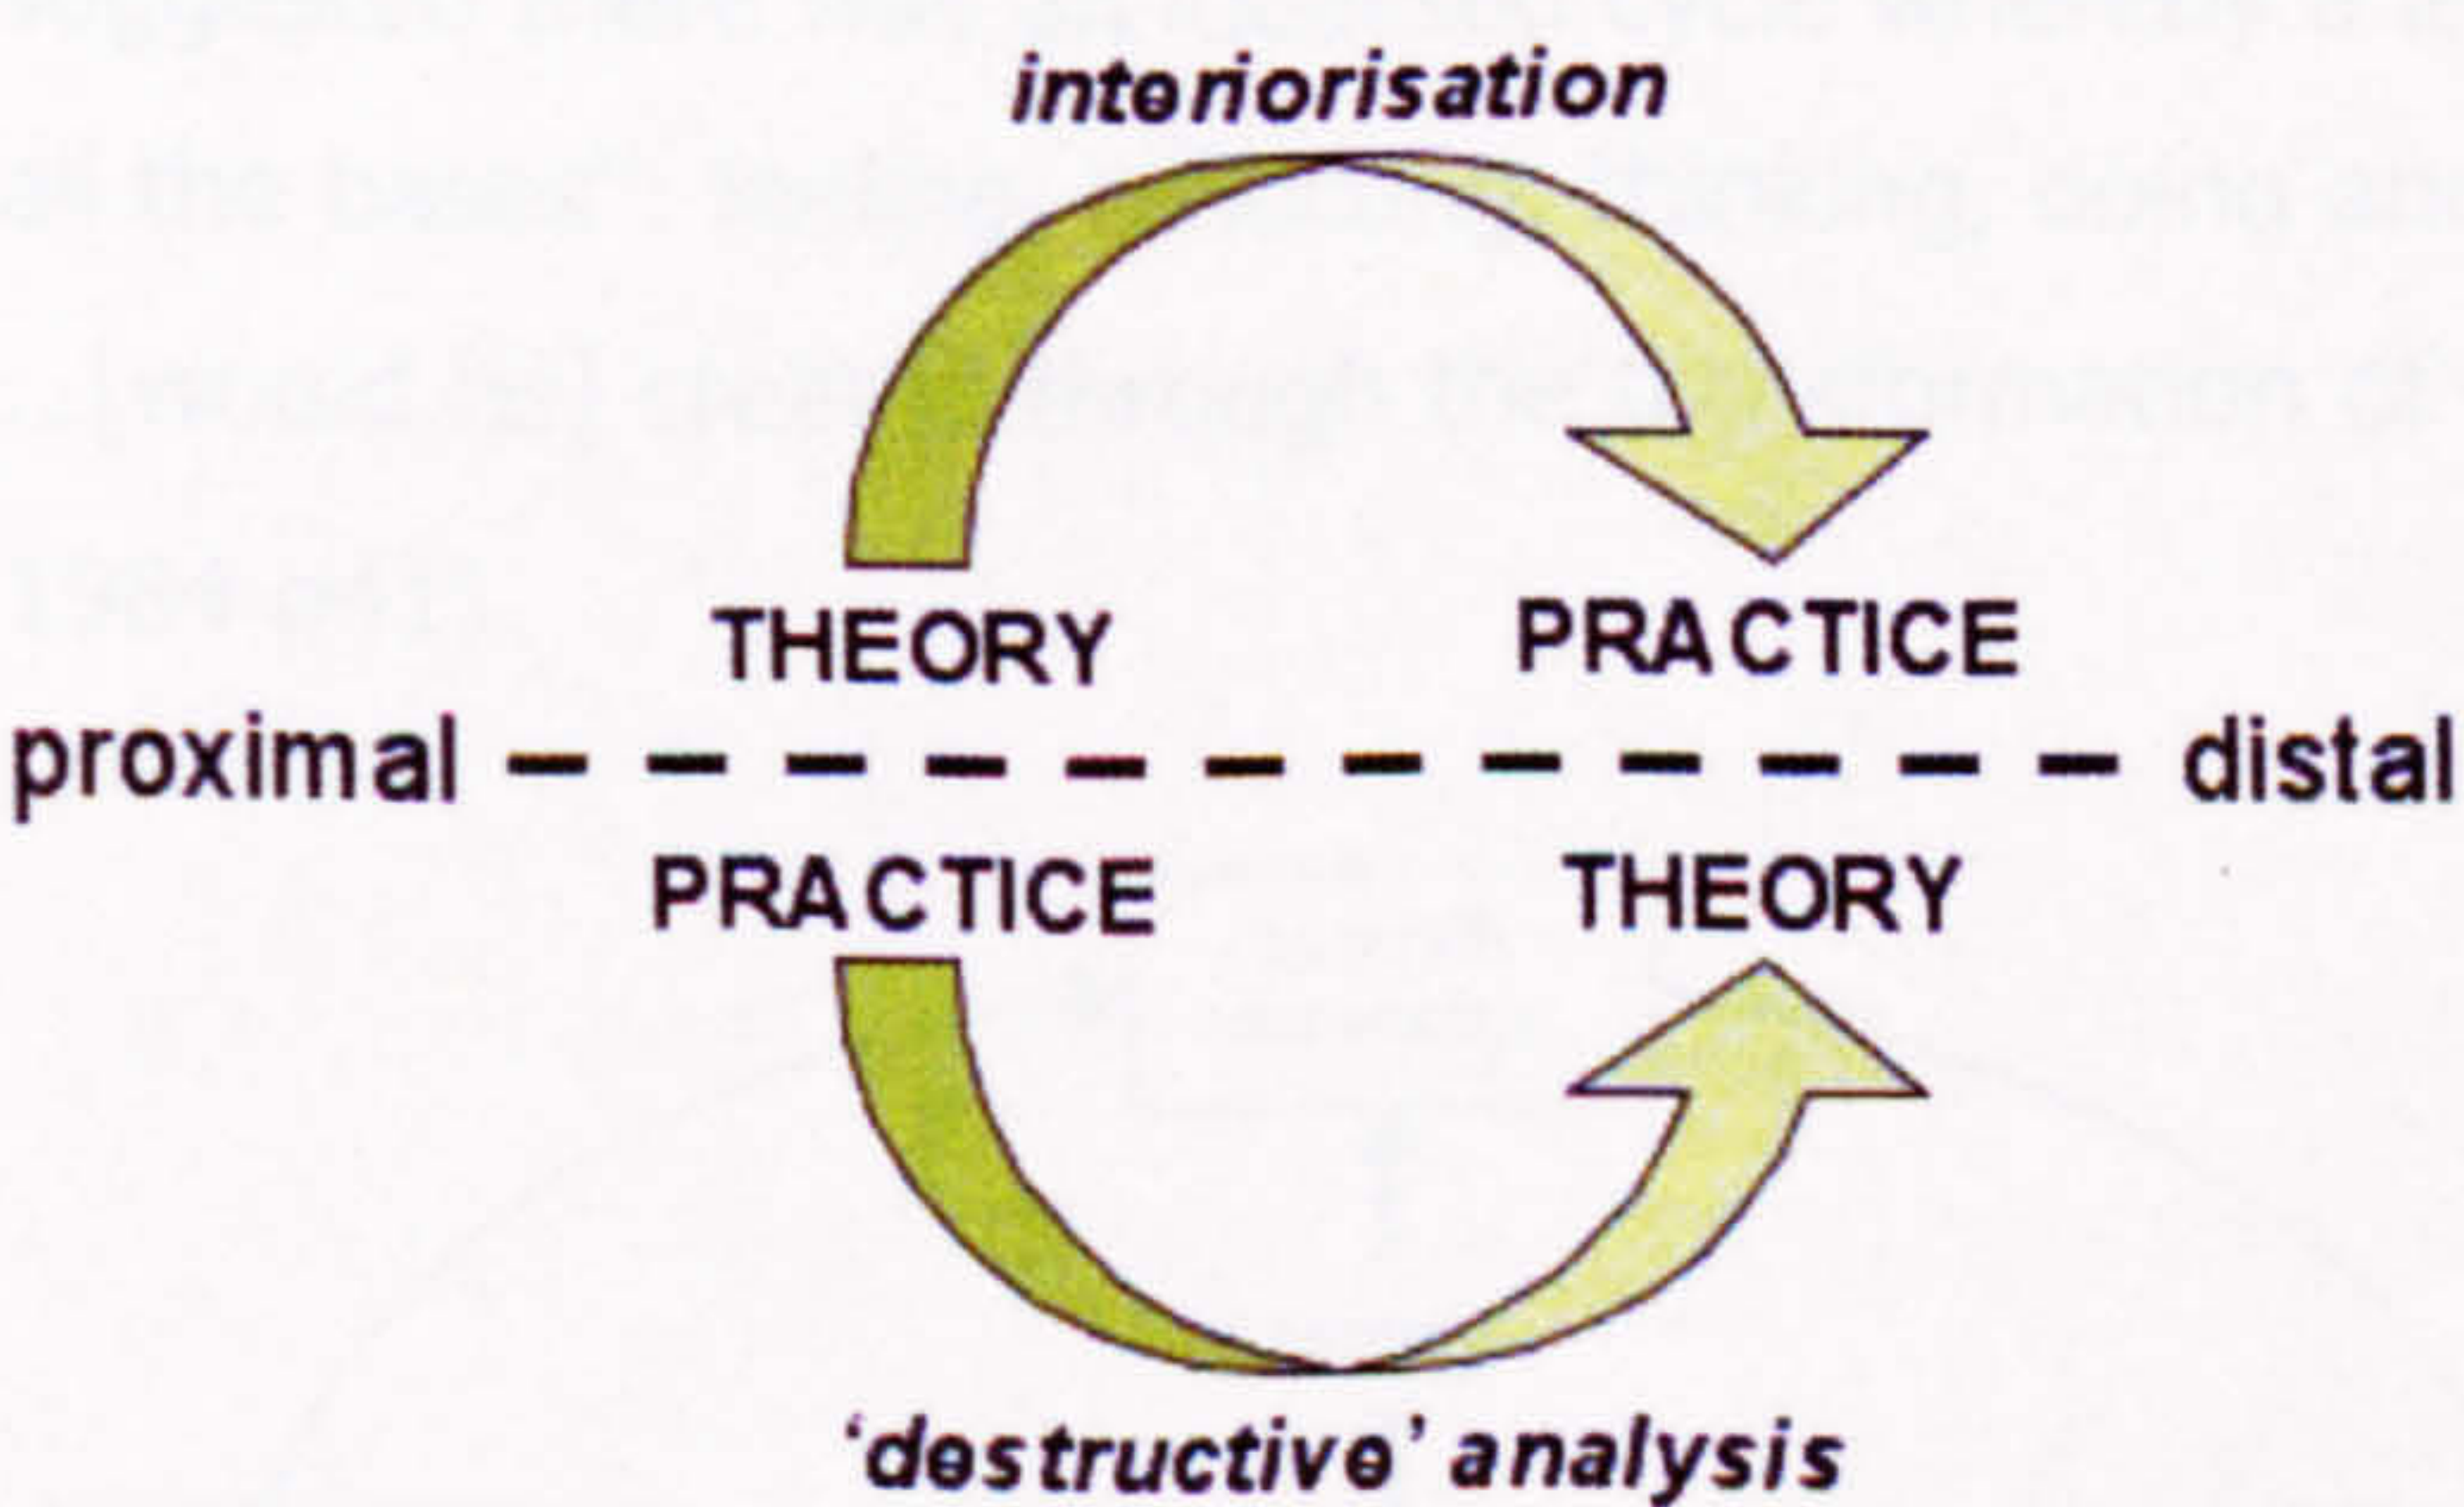 interiorisation
THEORY PRACTICE
proximal distal
PRACTICE THEORY
‘destructive’ analysis